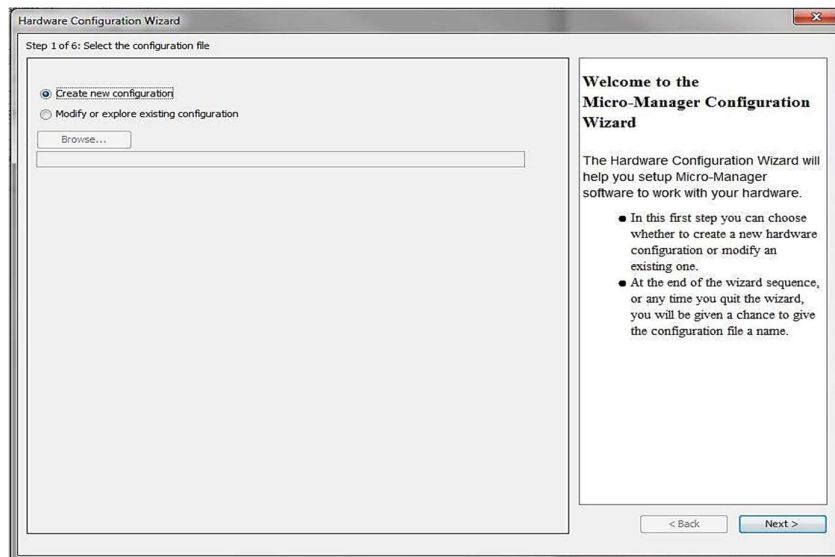 Hardware Configuration Wizard
Step 1 of 6: Select the configuration file
Create new configuration
Modify or explore existing configuration
Browse...
Welcome to the
Micro-Manager Configuration
Wizard
The Hardware Configuration Wizard will
help you setup Micro-Manager
software to work with your hardware.
● In this first step you can choose
whether to create a new hardware
configuration or modify an
existing one.
● At the end of the wizard sequence,
or any time you quit the wizard,
you will be given a chance to give
the configuration file a name.
< Back
Next >